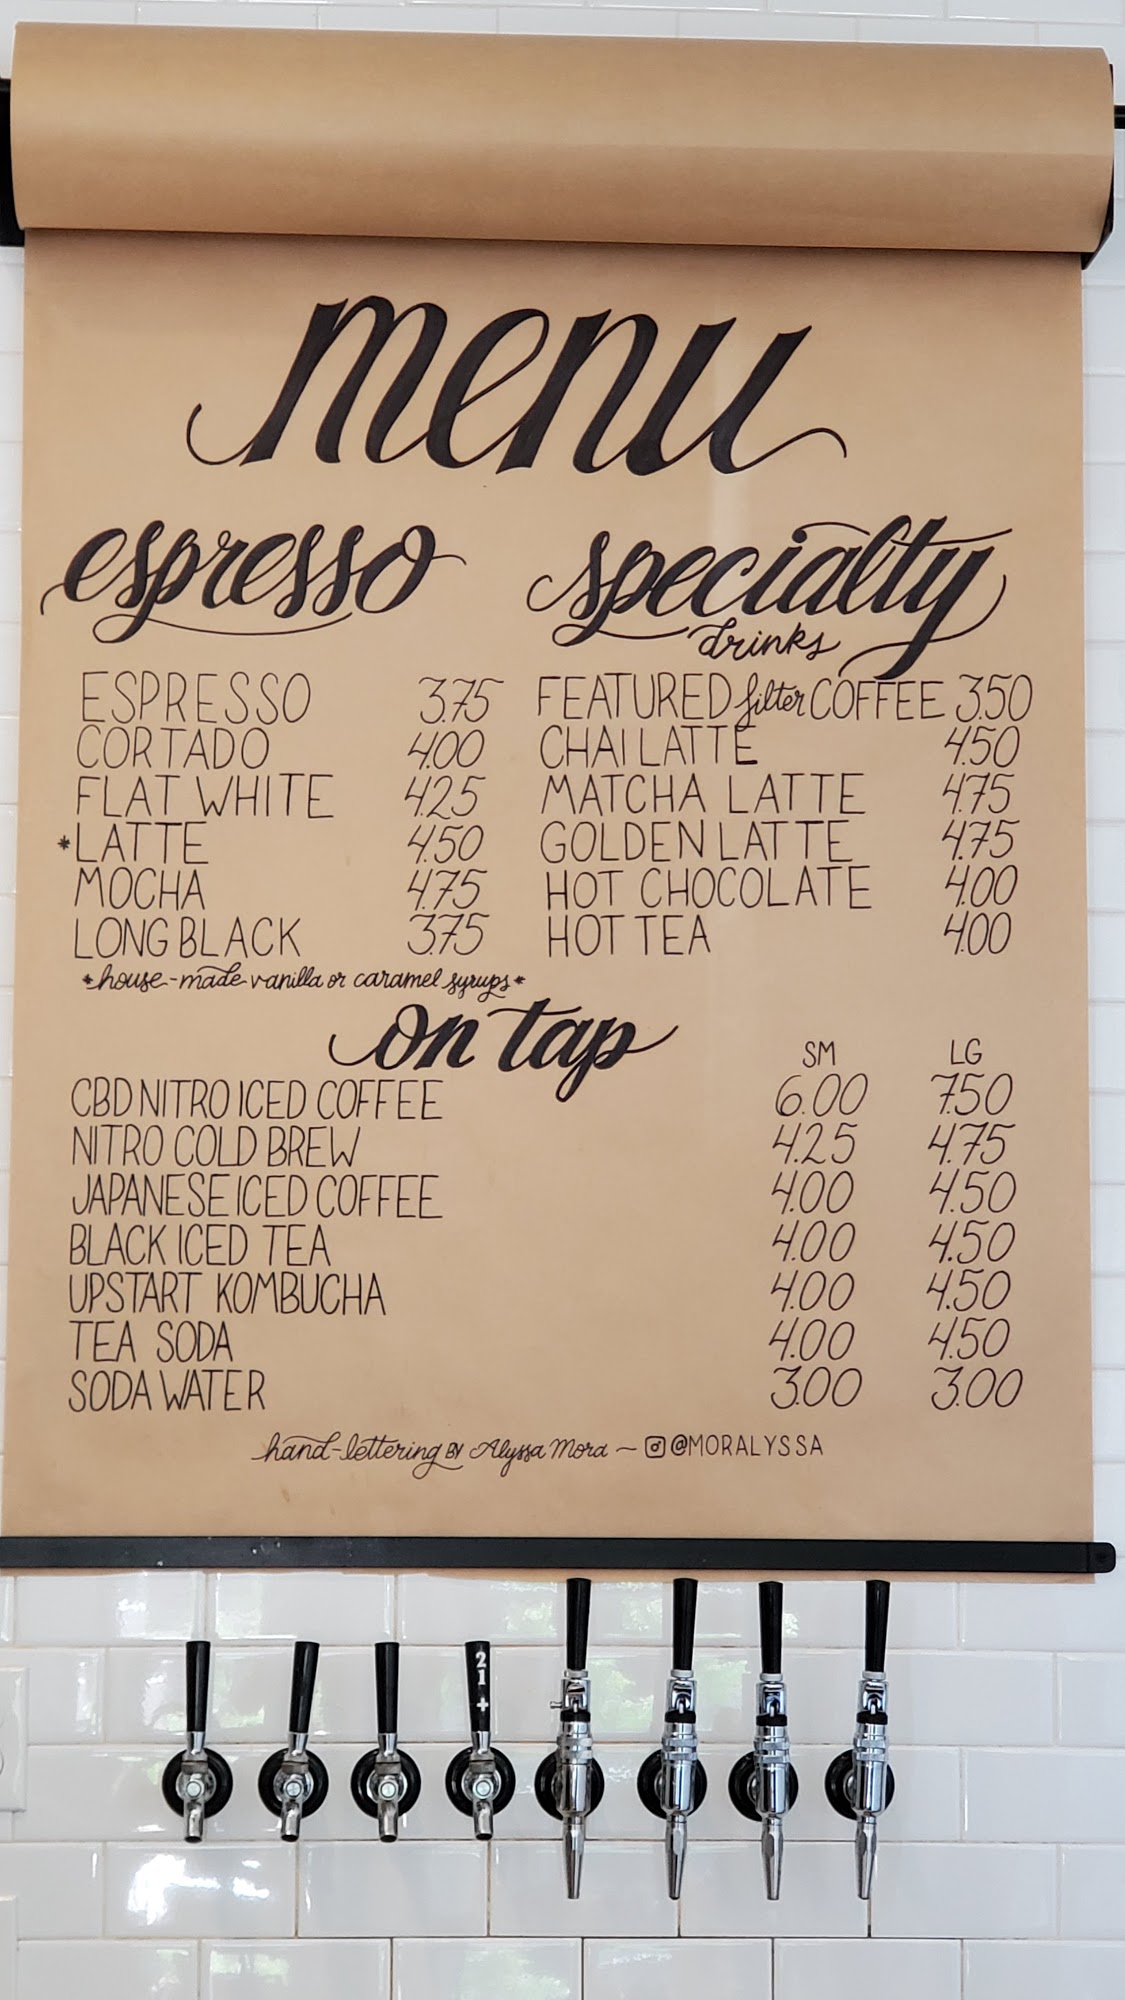 menu
espresso
ESPRESSO 3.75
CORTADO 4.00
FLAT WHITE 4.25
*LATTE 4.50
MOCHA 4.75
LONG BLACK 3.75
*house-made vanilla or caramel syrups*
specialty
drinks
FEATURED filter COFFEE 3.50
CHAI LATTE 4.50
MATCHA LATTE 4.75
GOLDEN LATTE 4.75
HOT CHOCOLATE 4.00
HOT TEA 4.00
on tap
SM LG
CBD NITRO ICED COFFEE 6.00 7.50
NITRO COLD BREW 4.25 4.75
JAPANESE ICED COFFEE 4.00 4.50
BLACK ICED TEA 4.00 4.50
UPSTART KOMBUCHA 4.00 4.50
TEA SODA 4.00 4.50
SODA WATER 3.00 3.00
hand-lettering BY Alyssa Mora ~ @MORALYSSA
21+